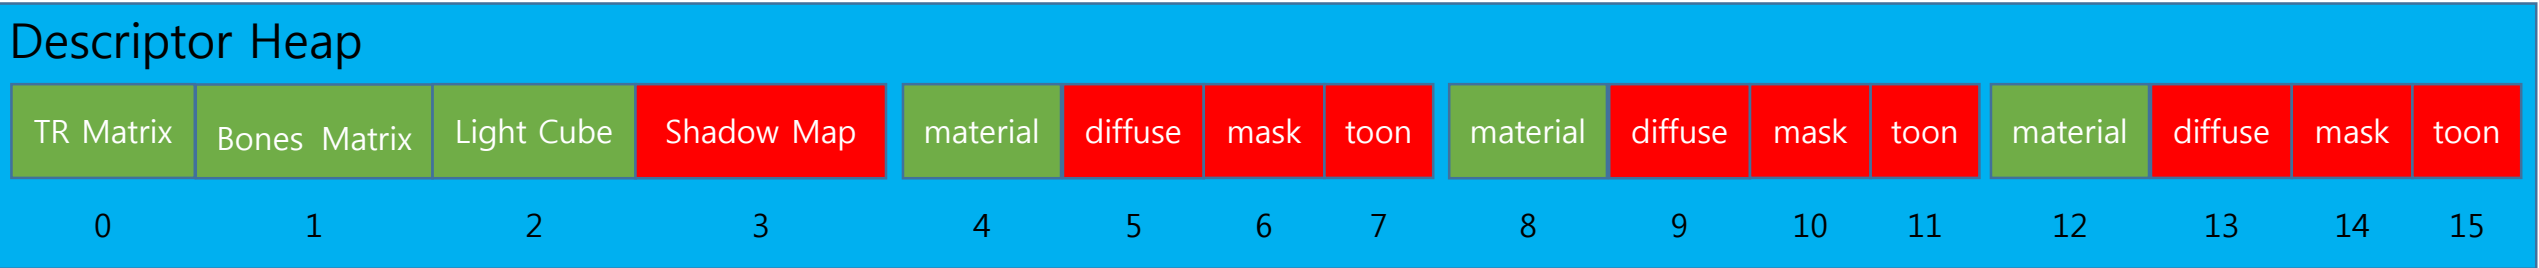 Descriptor Heap
TR Matrix Bones Matrix Light Cube Shadow Map material diffuse mask toon material diffuse mask toon material diffuse mask toon
0 1 2 3 4 5 6 7 8 9 10 11 12 13 14 15